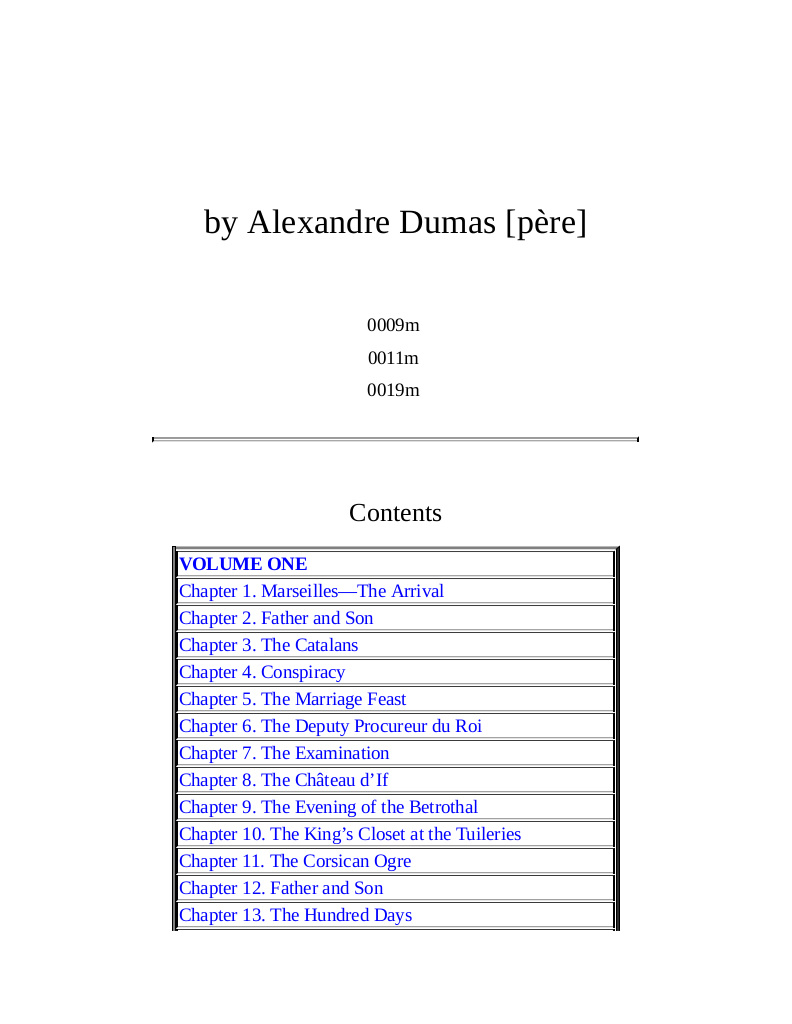 by Alexandre Dumas [père]
0009m
0011m
0019m
Contents
VOLUME ONE
Chapter 1. Marseilles—The Arrival
Chapter 2. Father and Son
Chapter 3. The Catalans
Chapter 4. Conspiracy
Chapter 5. The Marriage Feast
Chapter 6. The Deputy Procureur du Roi
Chapter 7. The Examination
Chapter 8. The Château d’If
Chapter 9. The Evening of the Betrothal
Chapter 10. The King’s Closet at the Tuileries
Chapter 11. The Corsican Ogre
Chapter 12. Father and Son
Chapter 13. The Hundred Days